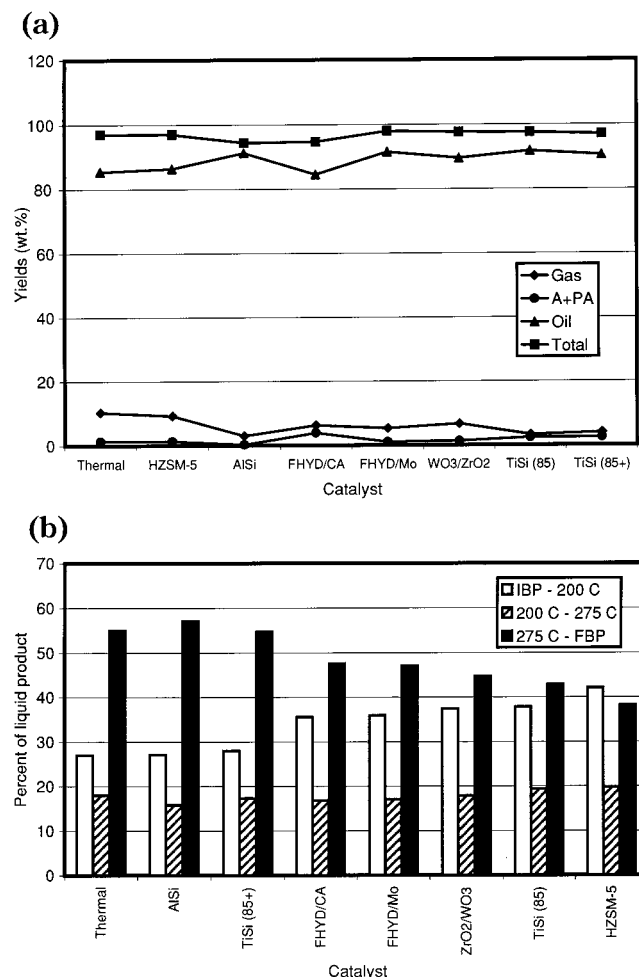 (a)
120
100
80
60
40
20
0
Yields (wt.%)
Gas
A+PA
Oil
Total
Thermal HZSM-5 AlSi FHYD/CA FHYD/Mo WO3/ZrO2 TiSi (85) TiSi (85+)
Catalyst
(b)
70
60
50
40
30
20
10
0
Percent of liquid product
IBP - 200 C
200 C - 275 C
275 C - FBP
Thermal AlSi TiSi (85+) FHYD/CA FHYD/Mo ZrO2/WO3 TiSi (85) HZSM-5
Catalyst